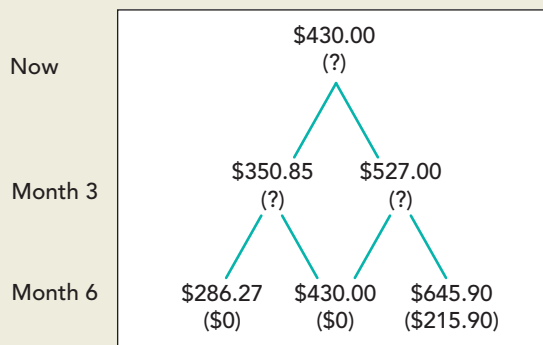 $430.00
Now
(?)
$350.85 $527.00
Month 3
(?) (?)
Month 6 $286.27 $430.00 $645.90
($0) ($0) ($215.90)